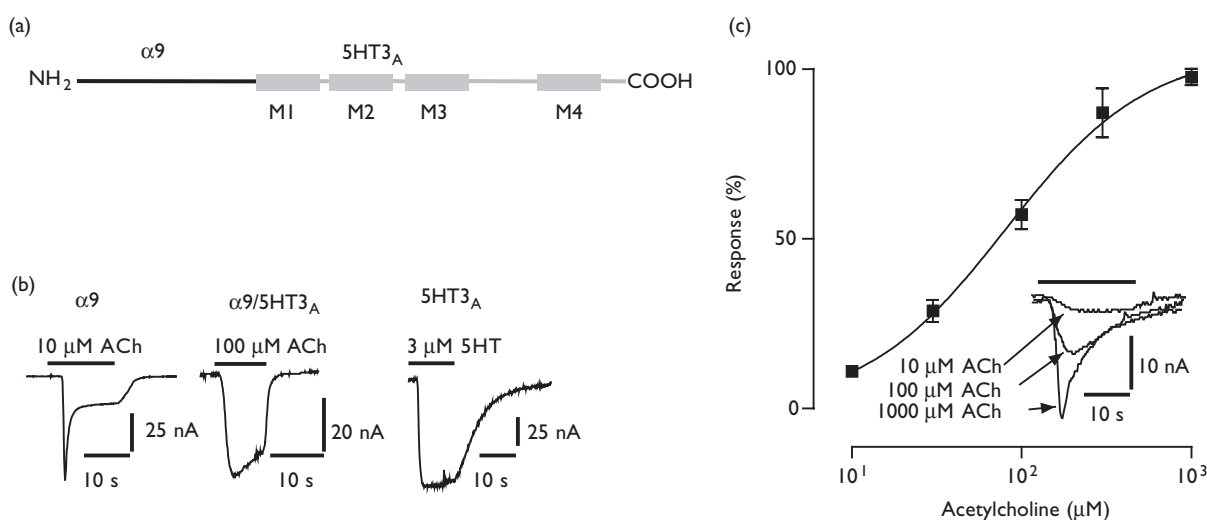 (a)
α9 5HT3A
NH2 COOH
M1 M2 M3 M4
(b)
α9 α9/5HT3A 5HT3A
10 μM ACh 100 μM ACh 3 μM 5HT
25 nA 20 nA 25 nA
10 s 10 s 10 s
(c)
Response (%)
100
50
0
10 μM ACh
100 μM ACh
1000 μM ACh
10 nA
10 s
10¹ 10² 10³
Acetylcholine (μM)